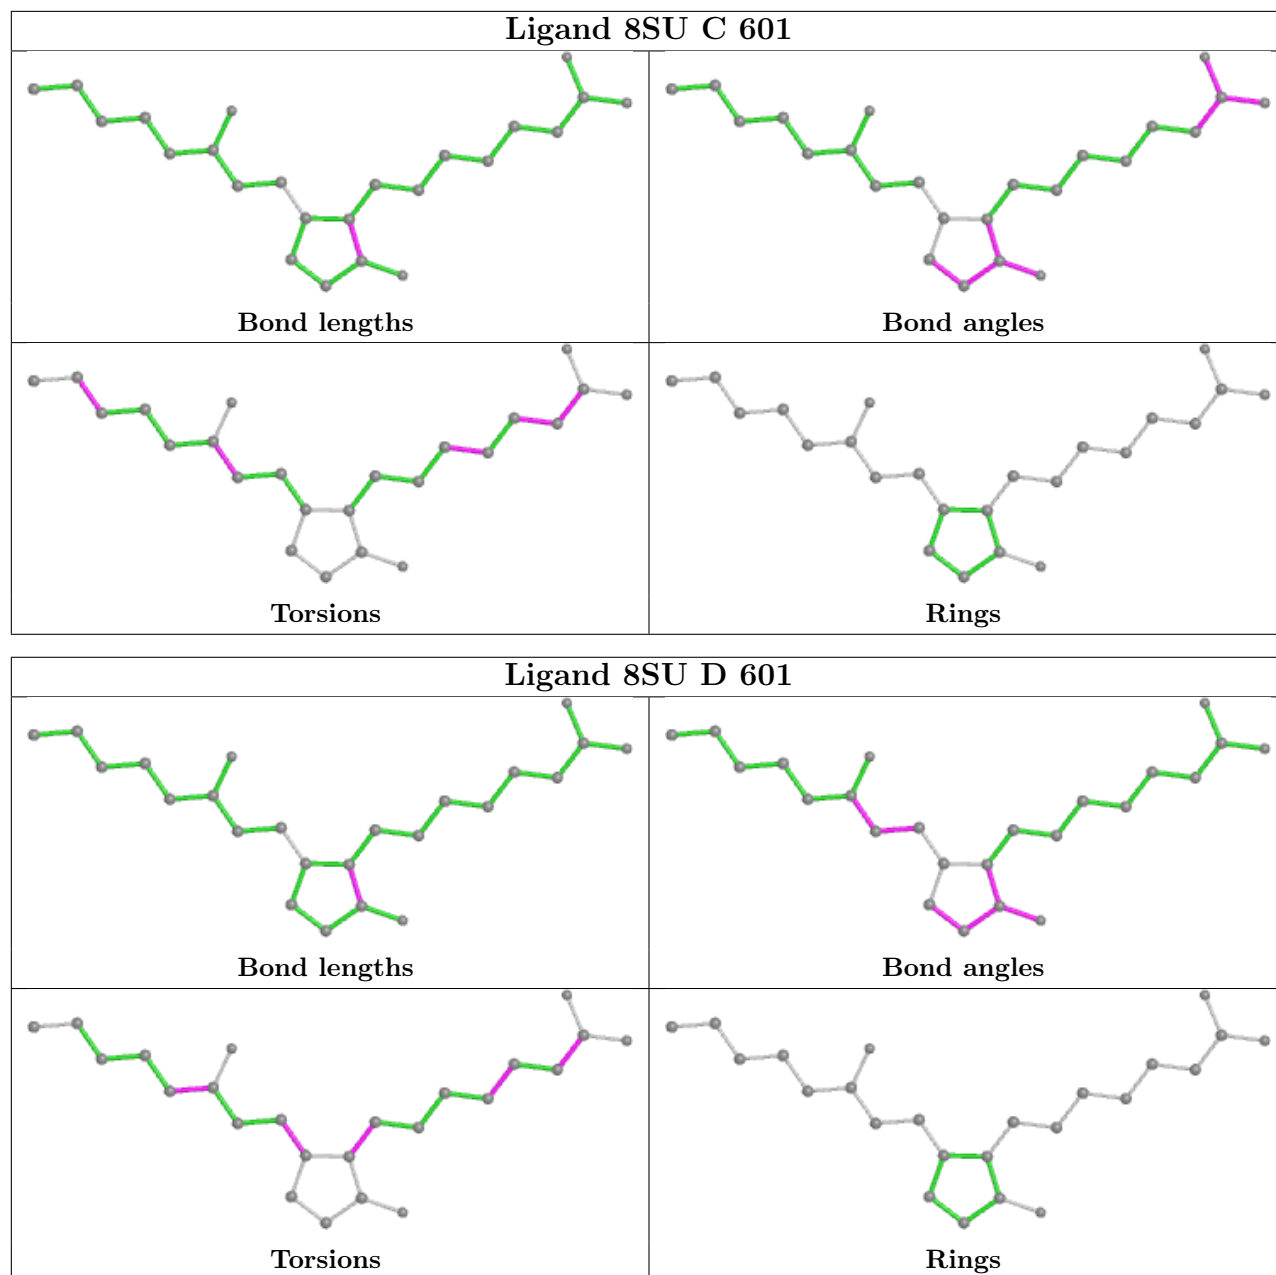 Ligand 8SU C 601
Bond lengths
Bond angles
Torsions
Rings
Ligand 8SU D 601
Bond lengths
Bond angles
Torsions
Rings